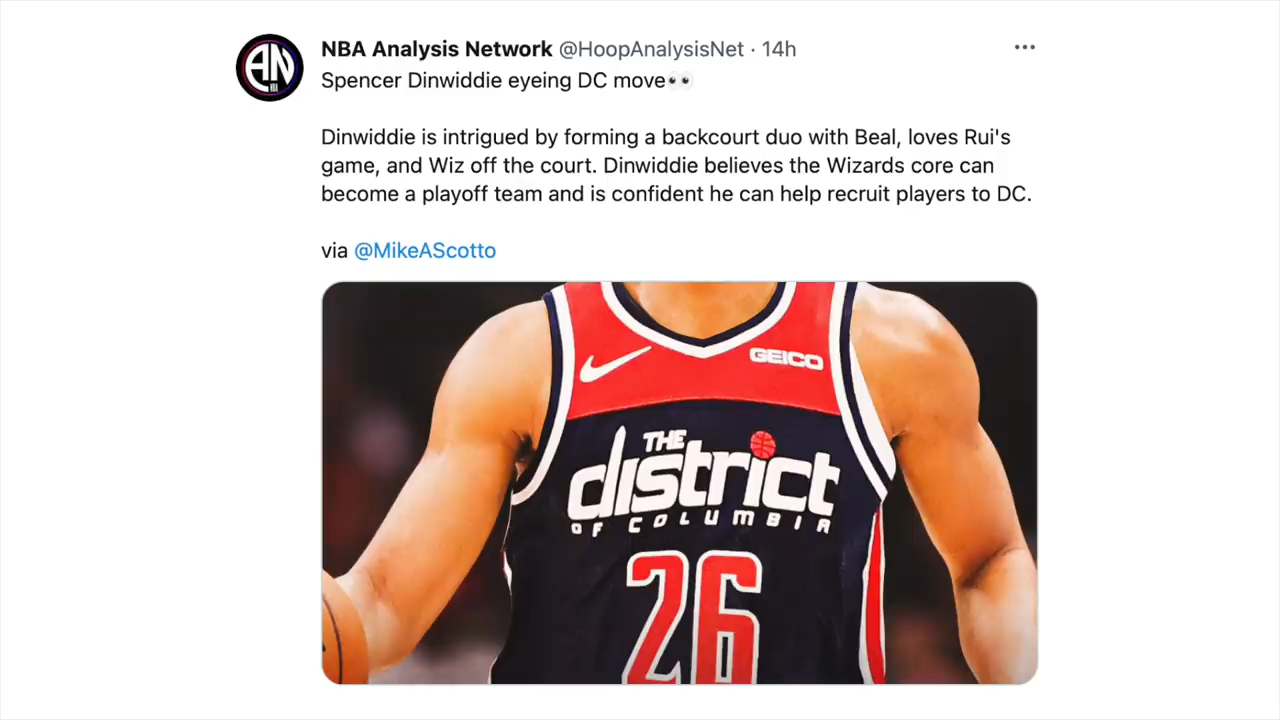 NBA Analysis Network @HoopAnalysisNet · 14h
Spencer Dinwiddie eyeing DC move👀
Dinwiddie is intrigued by forming a backcourt duo with Beal, loves Rui's
game, and Wiz off the court. Dinwiddie believes the Wizards core can
become a playoff team and is confident he can help recruit players to DC.
via @MikeAScotto
GEICO
THE
district
OF COLUMBIA
26
AN
NBA